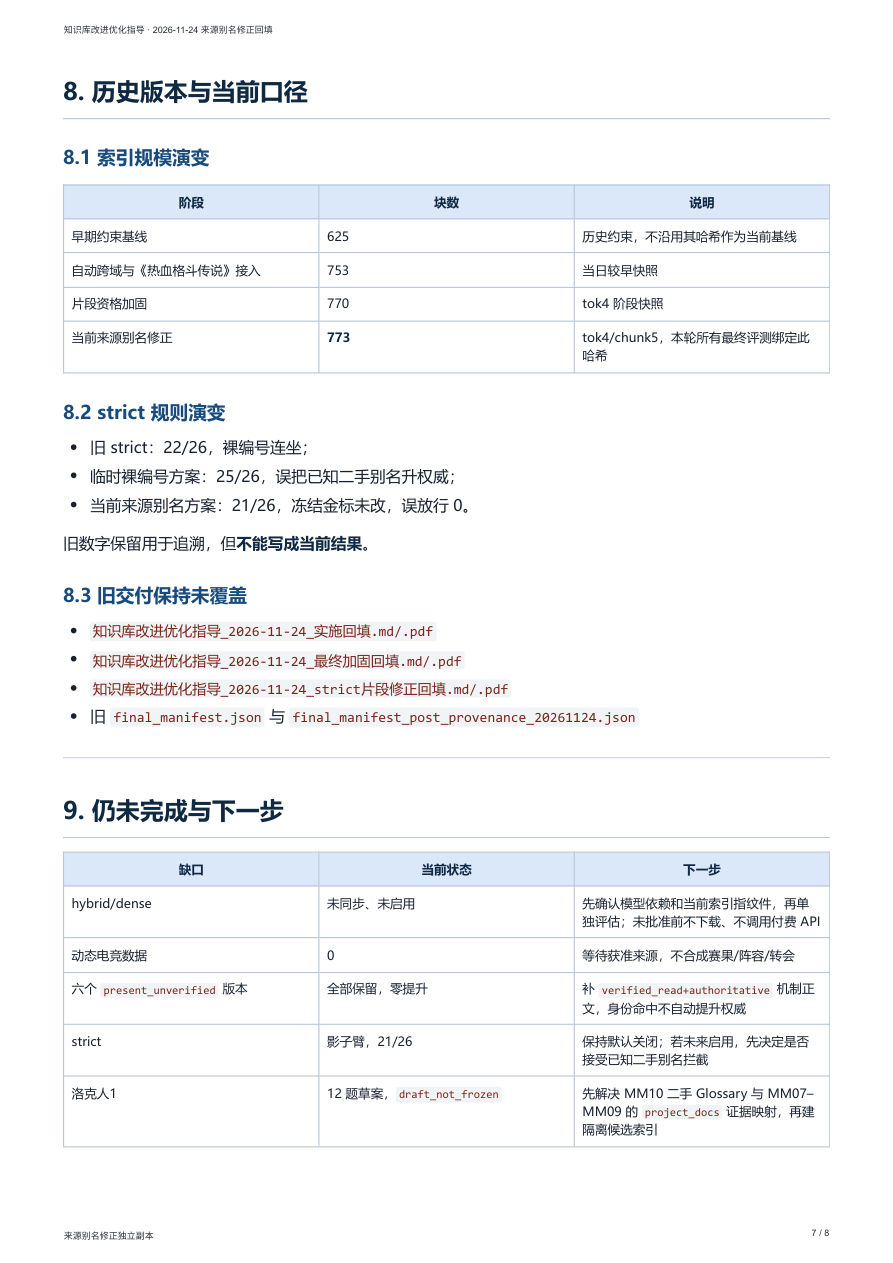 知识库改进优化指导 · 2026-11-24 来源别名修正回填
8. 历史版本与当前口径
8.1 索引规模演变
阶段 块数 说明
早期约束基线 625 历史约束，不沿用其哈希作为当前基线
自动跨域与《热血格斗传说》接入 753 当日较早快照
片段资格加固 770 tok4 阶段快照
当前来源别名修正 773 tok4/chunk5，本轮所有最终评测绑定此
哈希
8.2 strict 规则演变
• 旧 strict：22/26，裸编号连坐；
• 临时裸编号方案：25/26，误把已知二手别名升权威；
• 当前来源别名方案：21/26，冻结金标未改，误放行 0。
旧数字保留用于追溯，但不能写成当前结果。
8.3 旧交付保持未覆盖
• 知识库改进优化指导_2026-11-24_实施回填.md/.pdf
• 知识库改进优化指导_2026-11-24_最终加固回填.md/.pdf
• 知识库改进优化指导_2026-11-24_strict片段修正回填.md/.pdf
• 旧 final_manifest.json 与 final_manifest_post_provenance_20261124.json
9. 仍未完成与下一步
缺口 当前状态 下一步
hybrid/dense 未同步、未启用 先确认模型依赖和当前索引指纹件，再单
独评估；未批准前不下载、不调用付费 API
动态电竞数据 0 等待获准来源，不合成赛果/阵容/转会
六个 present_unverified 版本 全部保留，零提升 补 verified_read+authoritative 机制正
文，身份命中不自动提升权威
strict 影子臂，21/26 保持默认关闭；若未来启用，先决定是否
接受已知二手别名拦截
洛克人1 12 题草案，draft_not_frozen 先解决 MM10 二手 Glossary 与 MM07–
MM09 的 project_docs 证据映射，再建
隔离候选索引
来源别名修正独立副本
7 / 8